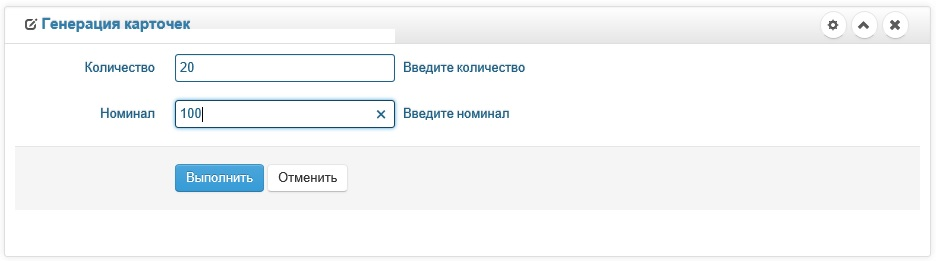 Генерация карточек
Количество 20 Введите количество
Номинал 100 Введите номинал
Выполнить Отменить